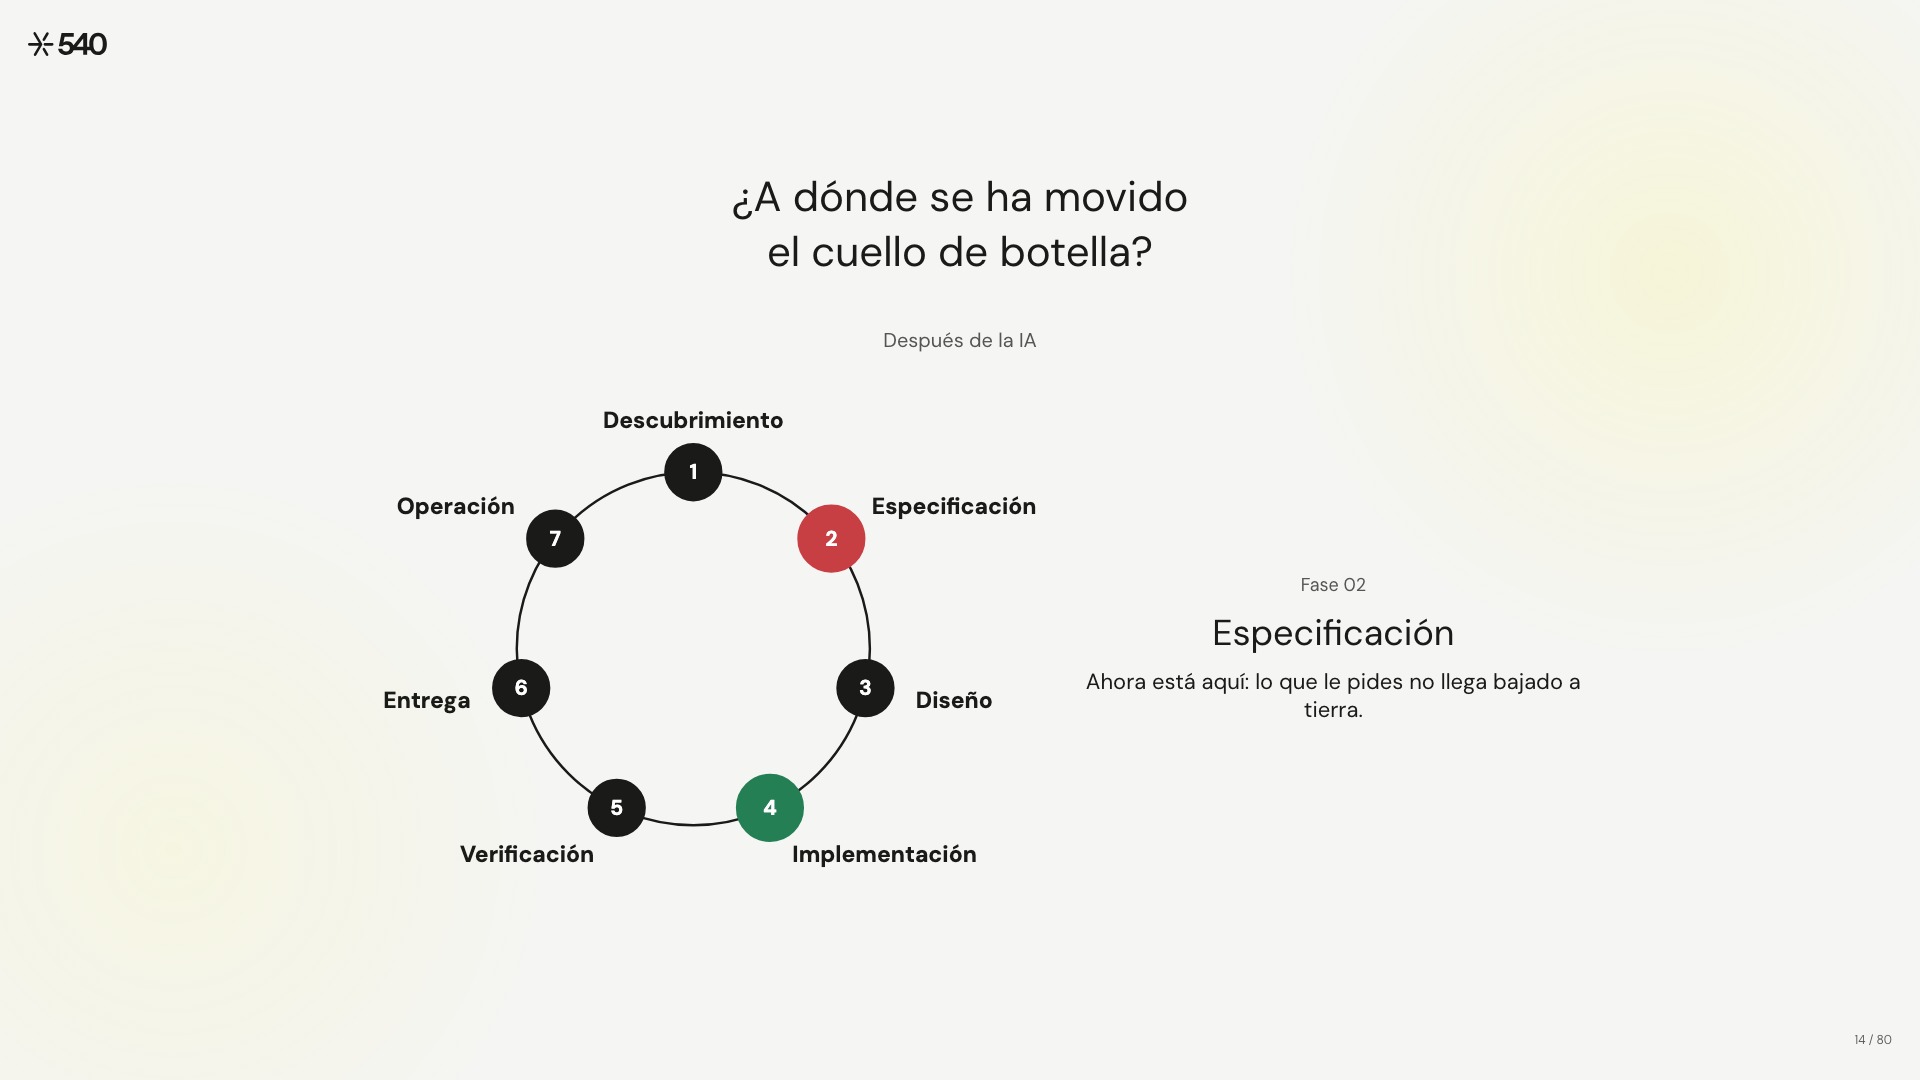 540
¿A dónde se ha movido
el cuello de botella?
Después de la IA
Descubrimiento
1
Operación
Especificación
7
2
Fase 02
Especificación
Ahora está aquí: lo que le pides no llega bajado a
tierra.
6
3
Entrega
Diseño
5
4
Verificación
Implementación
14 / 80